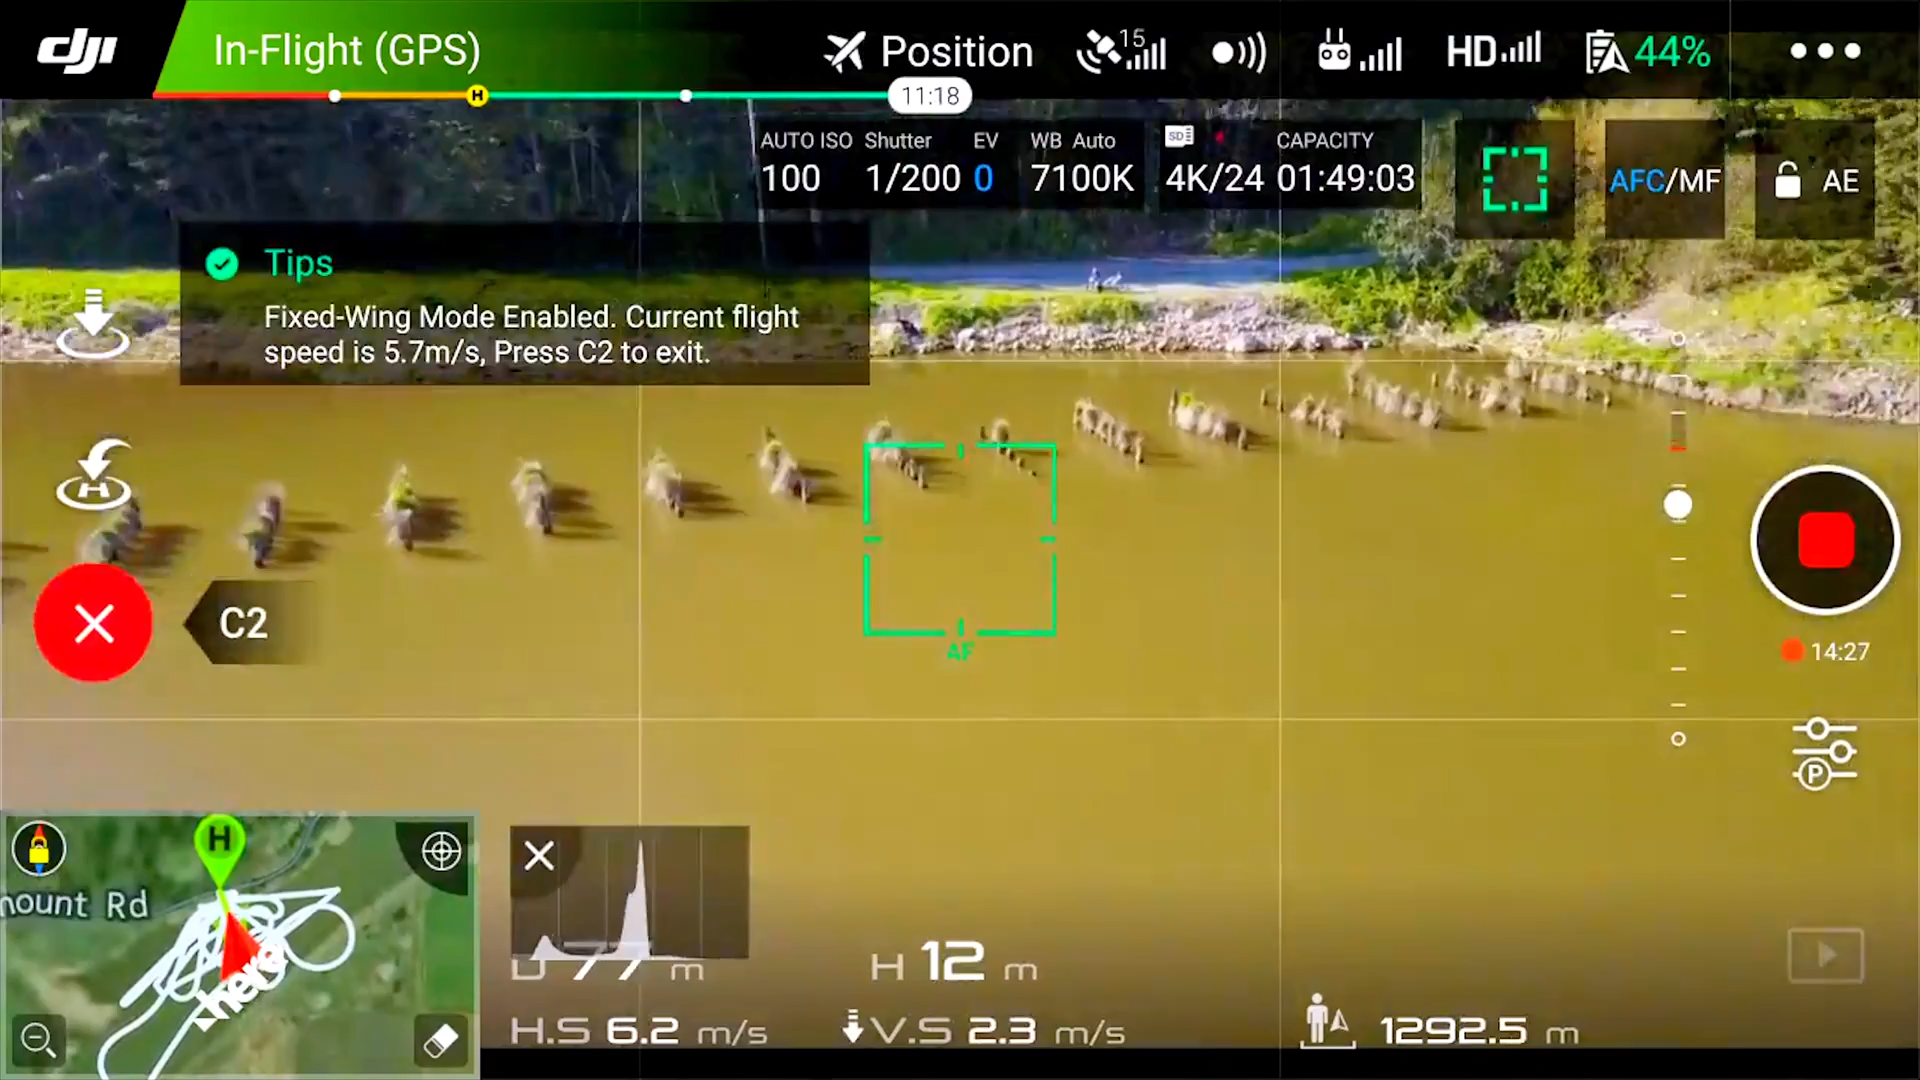 dji
In-Flight (GPS)
Position
15
HD
44%
H
11:18
AUTO ISO
100
Shutter
1/200
EV
0
WB Auto
7100K
SD
4K/24
CAPACITY
01:49:03
AFC/MF
AE
Tips
Fixed-Wing Mode Enabled. Current flight
speed is 5.7m/s, Press C2 to exit.
H
C2
AF
14:27
P
H
mount Rd
here
D 77 m
H 12 m
H.S 6.2 m/s
V.S 2.3 m/s
1292.5 m